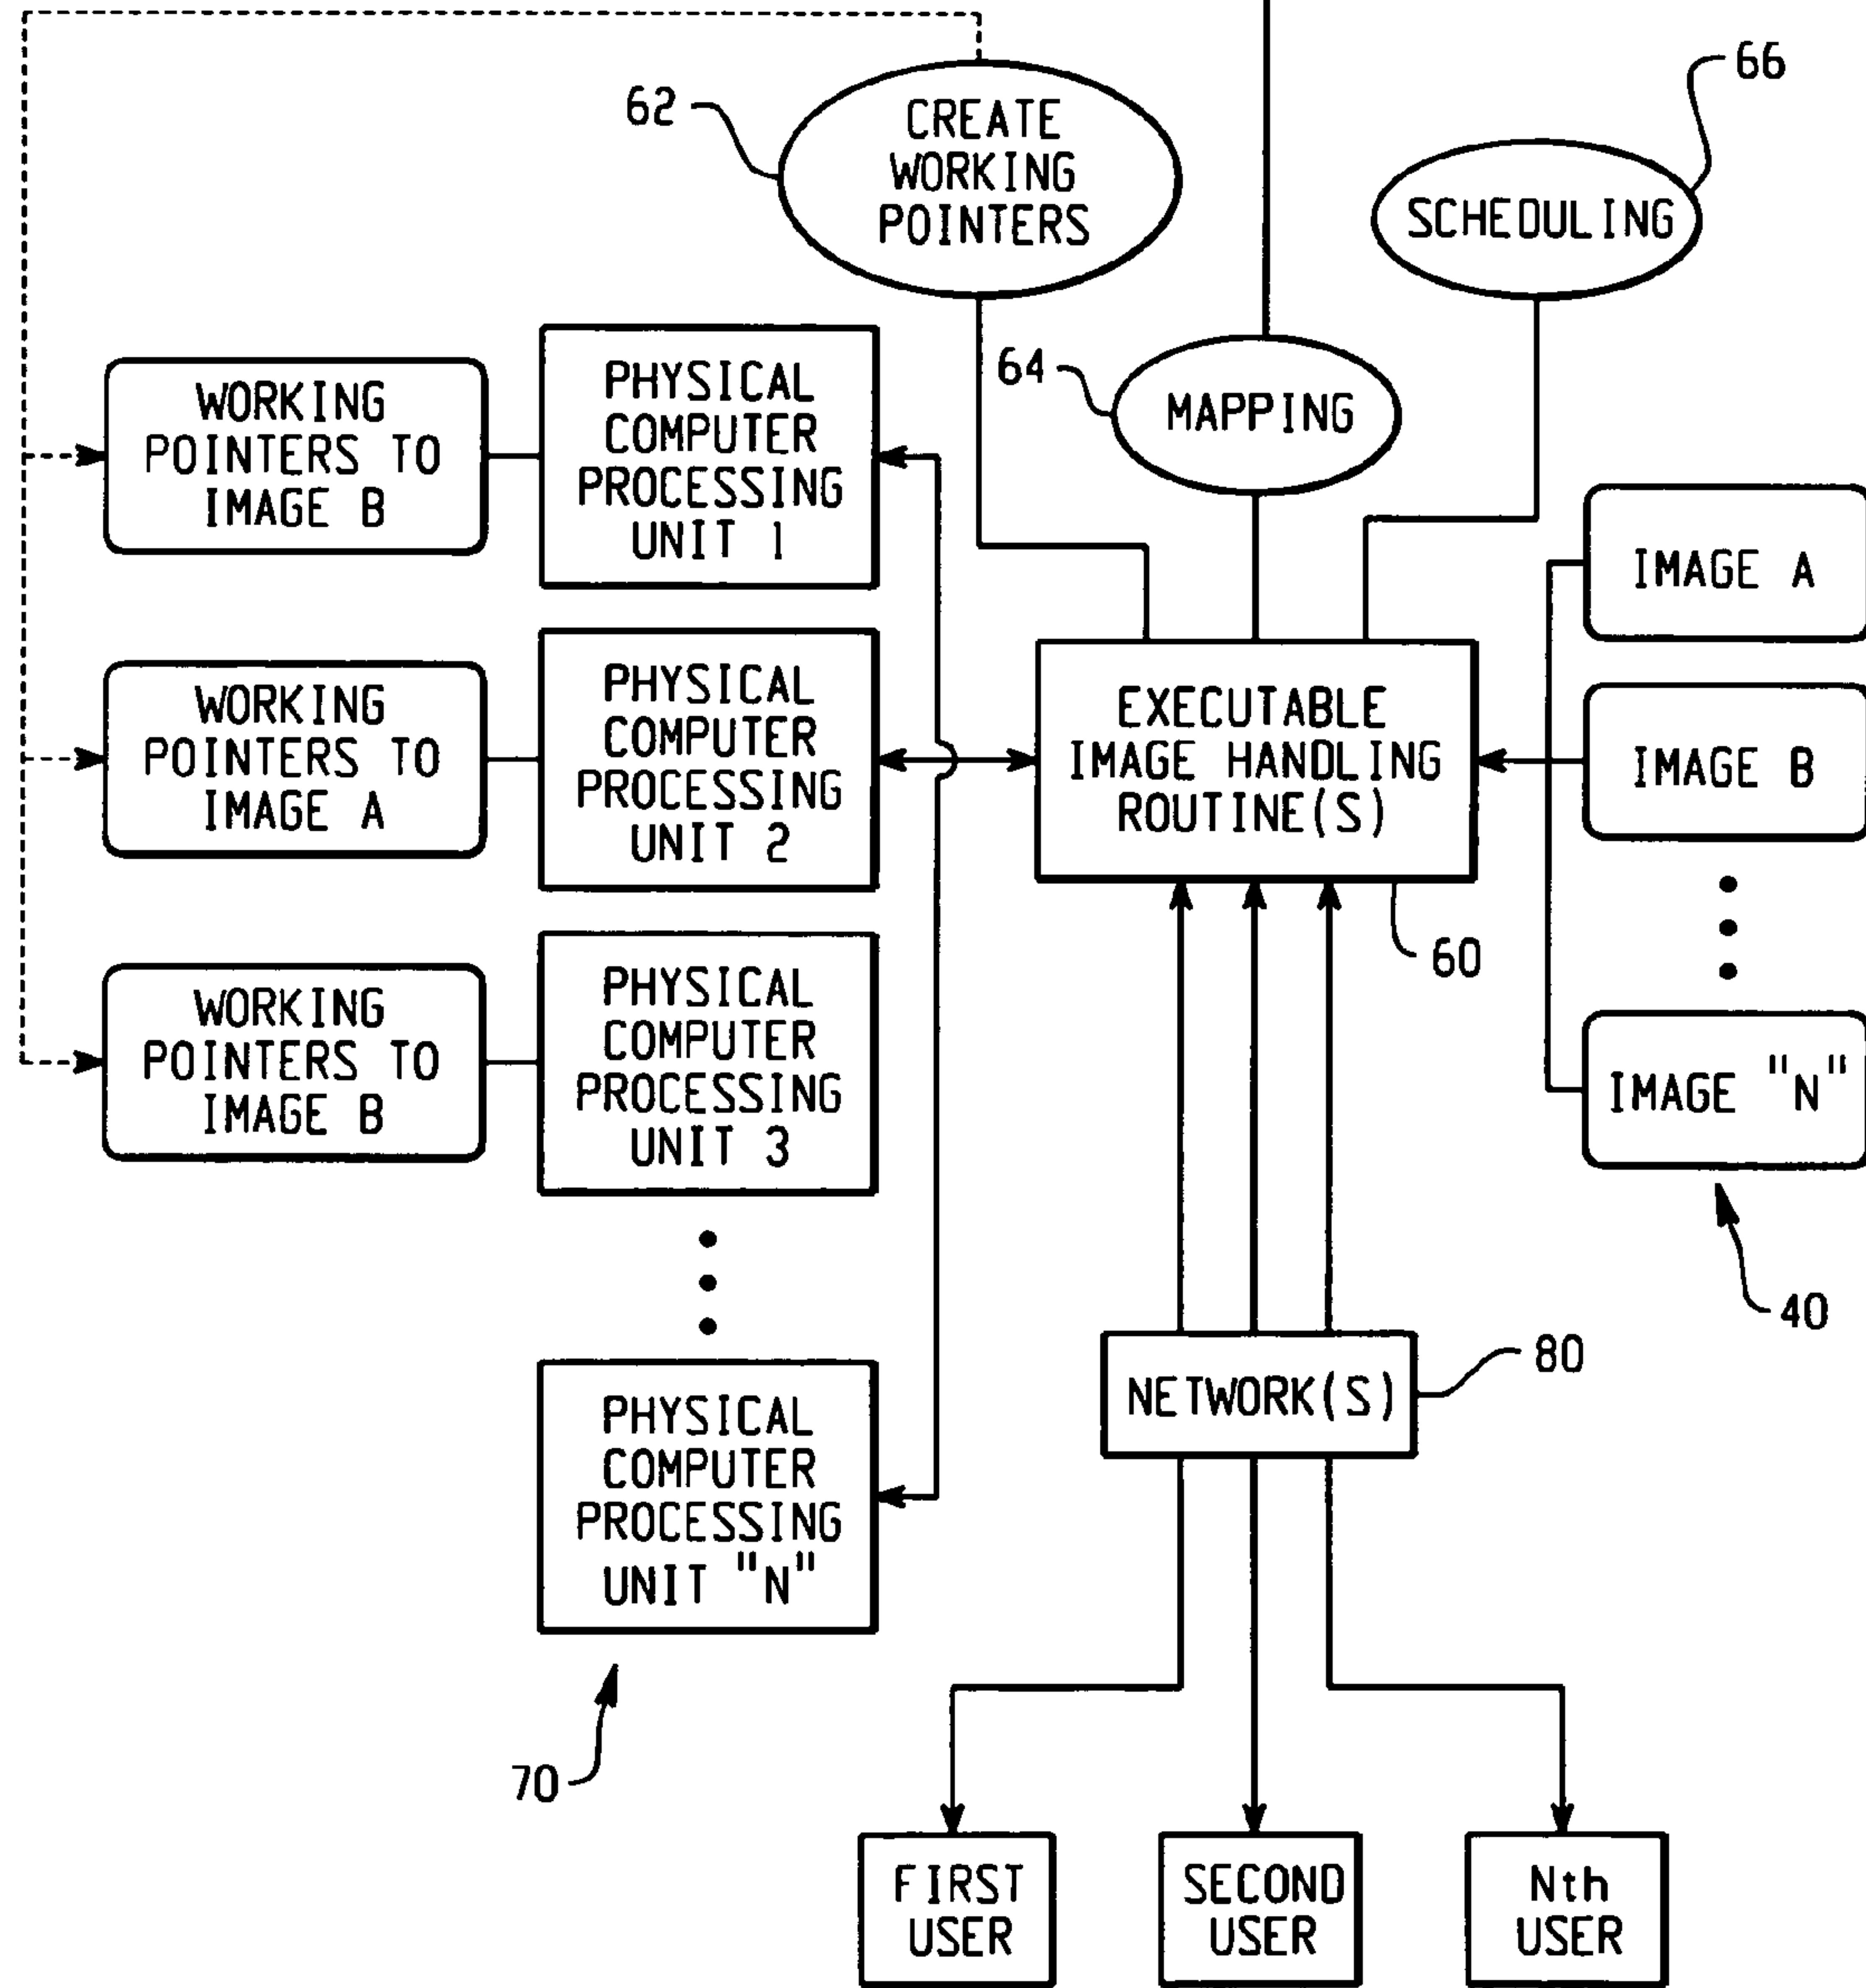 66
62
CREATE
WORKING
POINTERS
SCHEDULING
64
MAPPING
WORKING
POINTERS TO
IMAGE B
PHYSICAL
COMPUTER
PROCESSING
UNIT 1
IMAGE A
WORKING
POINTERS TO
IMAGE A
PHYSICAL
COMPUTER
PROCESSING
UNIT 2
EXECUTABLE
IMAGE HANDLING
ROUTINE(S)
IMAGE B
60
WORKING
POINTERS TO
IMAGE B
PHYSICAL
COMPUTER
PROCESSING
UNIT 3
IMAGE "N"
40
NETWORK(S)
80
PHYSICAL
COMPUTER
PROCESSING
UNIT "N"
70
FIRST
USER
SECOND
USER
Nth
USER